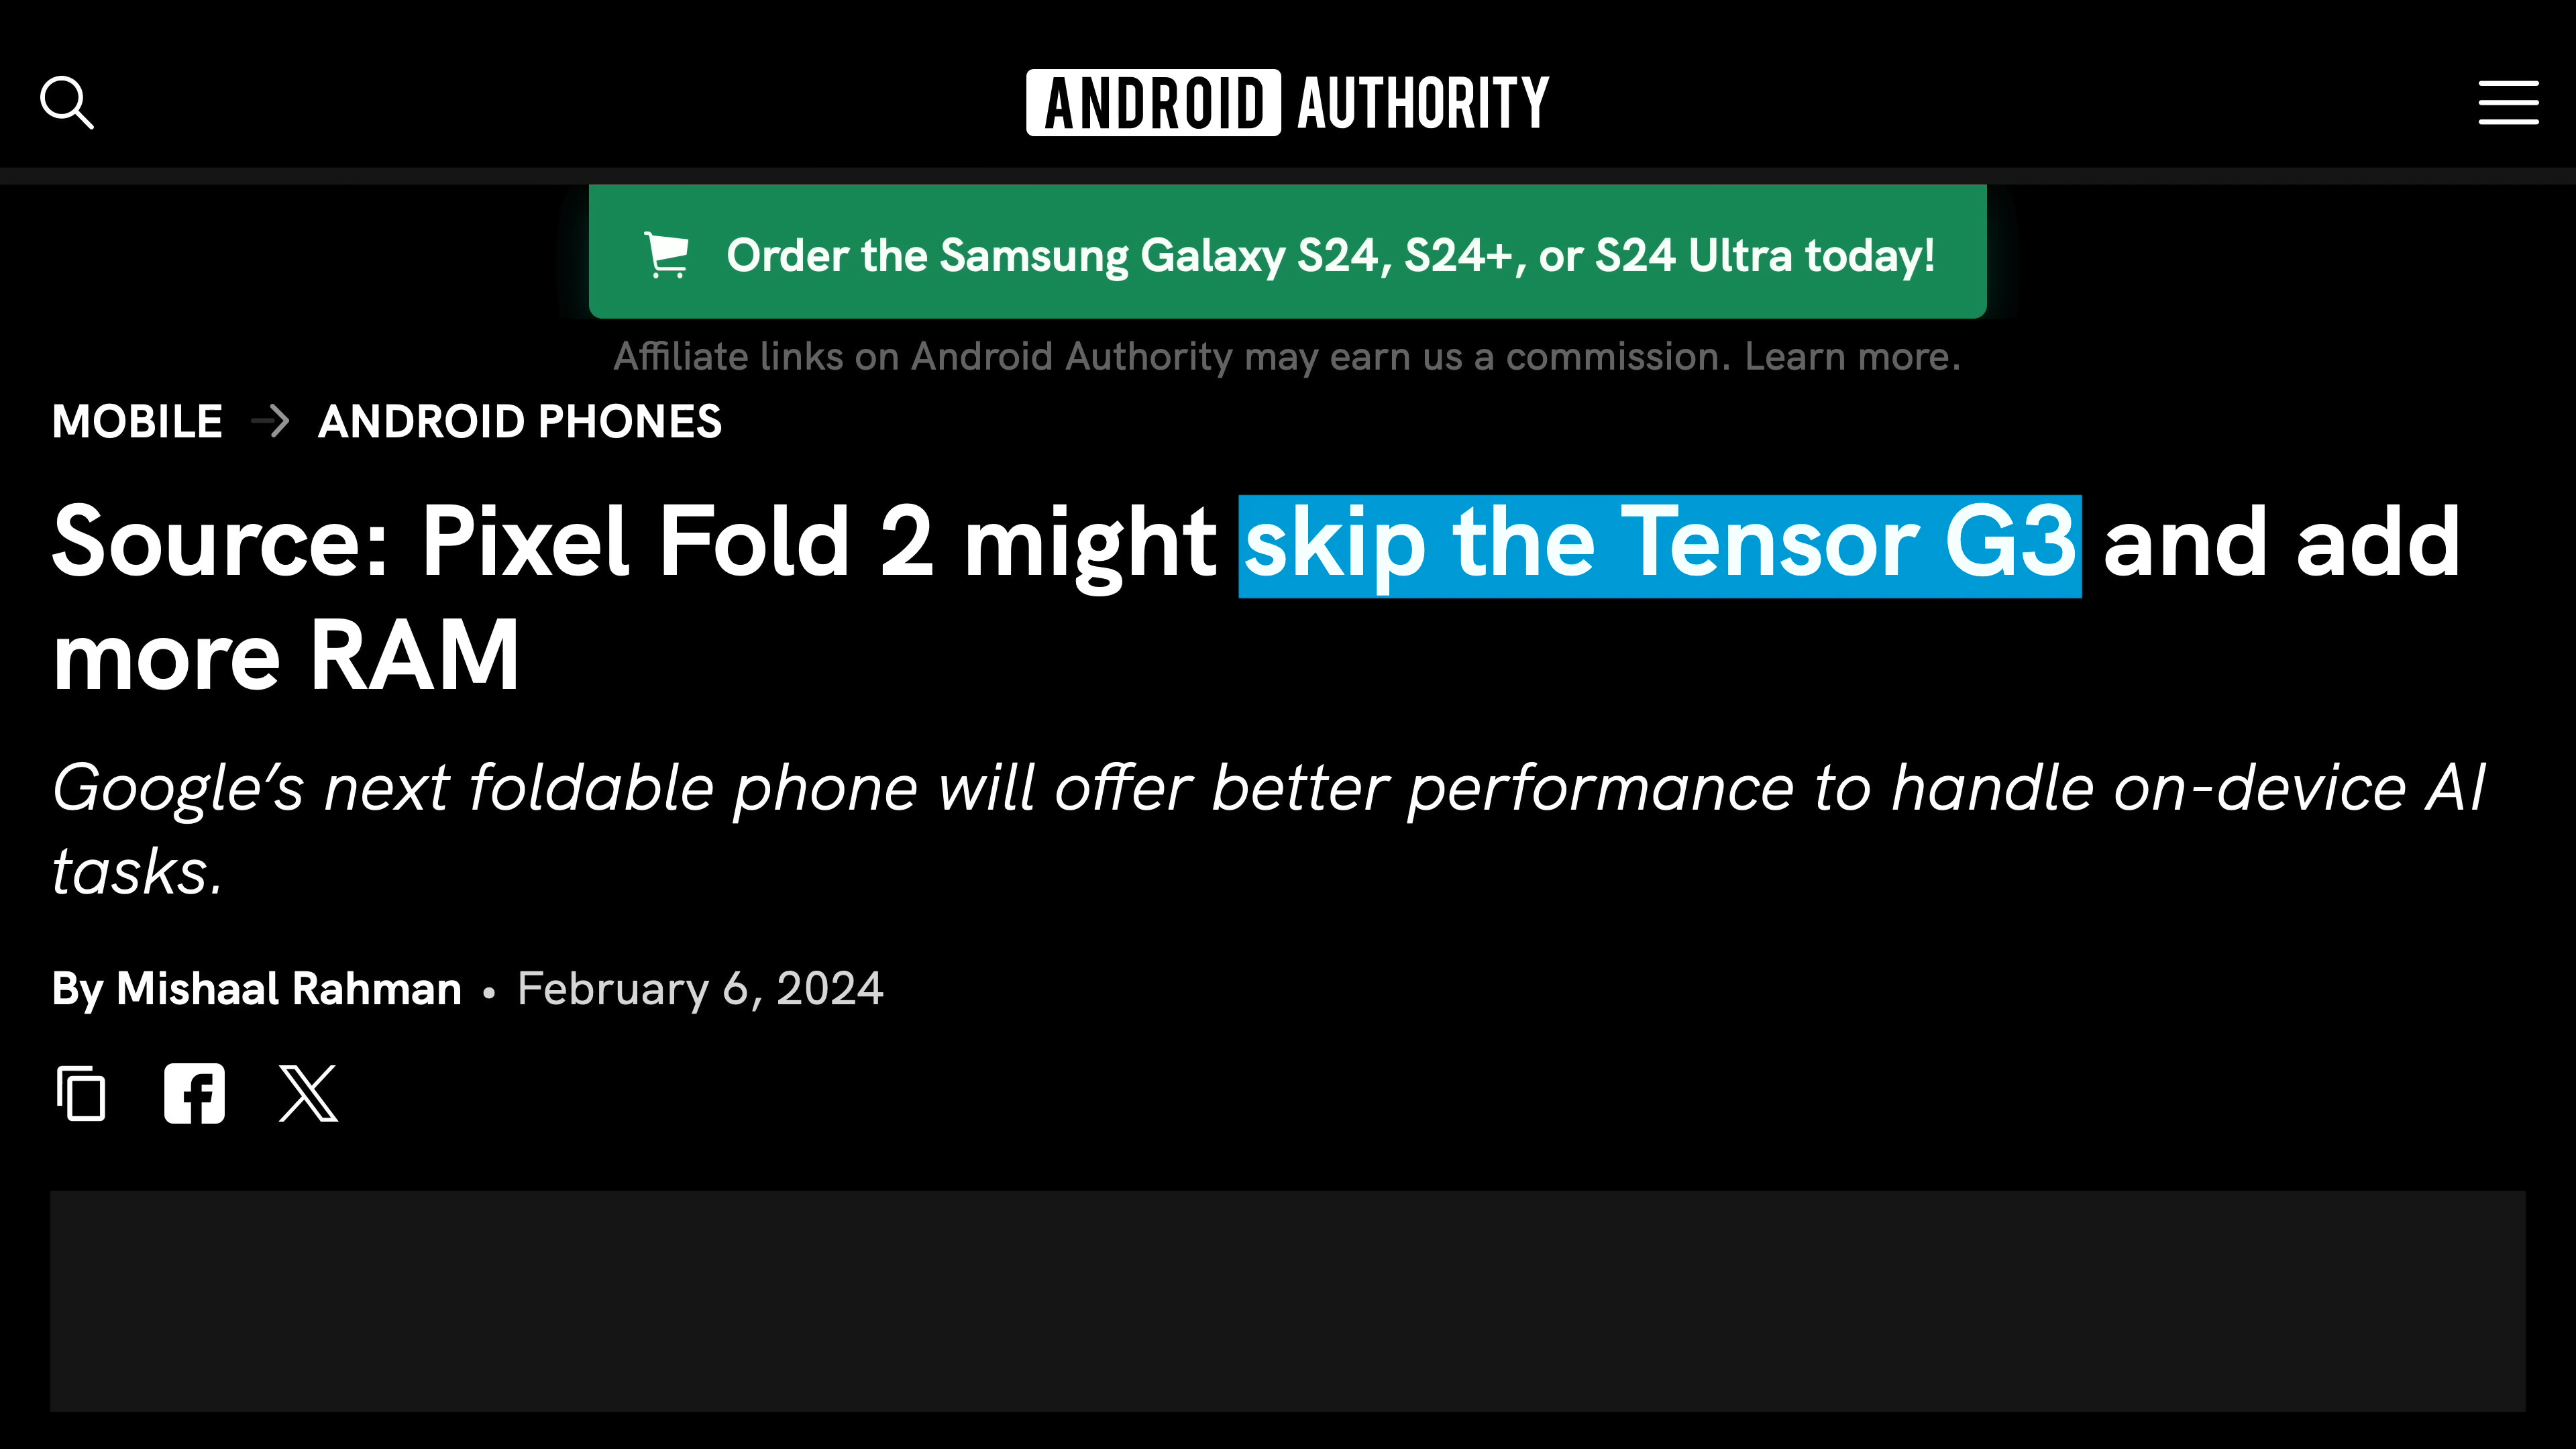 ANDROID AUTHORITY
Order the Samsung Galaxy S24, S24+, or S24 Ultra today!
Affiliate links on Android Authority may earn us a commission. Learn more.
MOBILE → ANDROID PHONES
Source: Pixel Fold 2 might skip the Tensor G3 and add
more RAM
Google’s next foldable phone will offer better performance to handle on-device AI
tasks.
By Mishaal Rahman • February 6, 2024